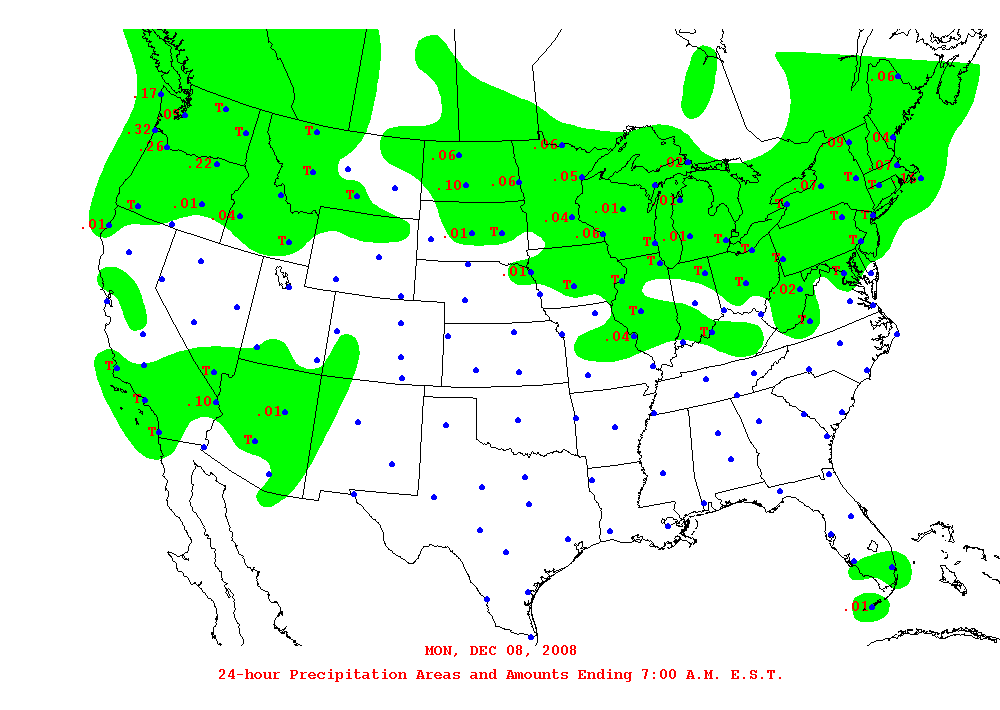 .06
.17
T
.09
.32
T
T
.04
.26
.06
.09
.22
.06
.02
.07
T
.10
.06
.05
T
T
T
.07
T
.01
T
.01
.01
T
.04
.04
.01
T
T
.01
.01
T
.06
.01
T
T
T
T
T
T
T
.01
T
T
T
T
T
.02
T
T
.04
T
T
T
T
.10
.01
T
T
.01
MON, DEC 08, 2008
24-hour Precipitation Areas and Amounts Ending 7:00 A.M. E.S.T.